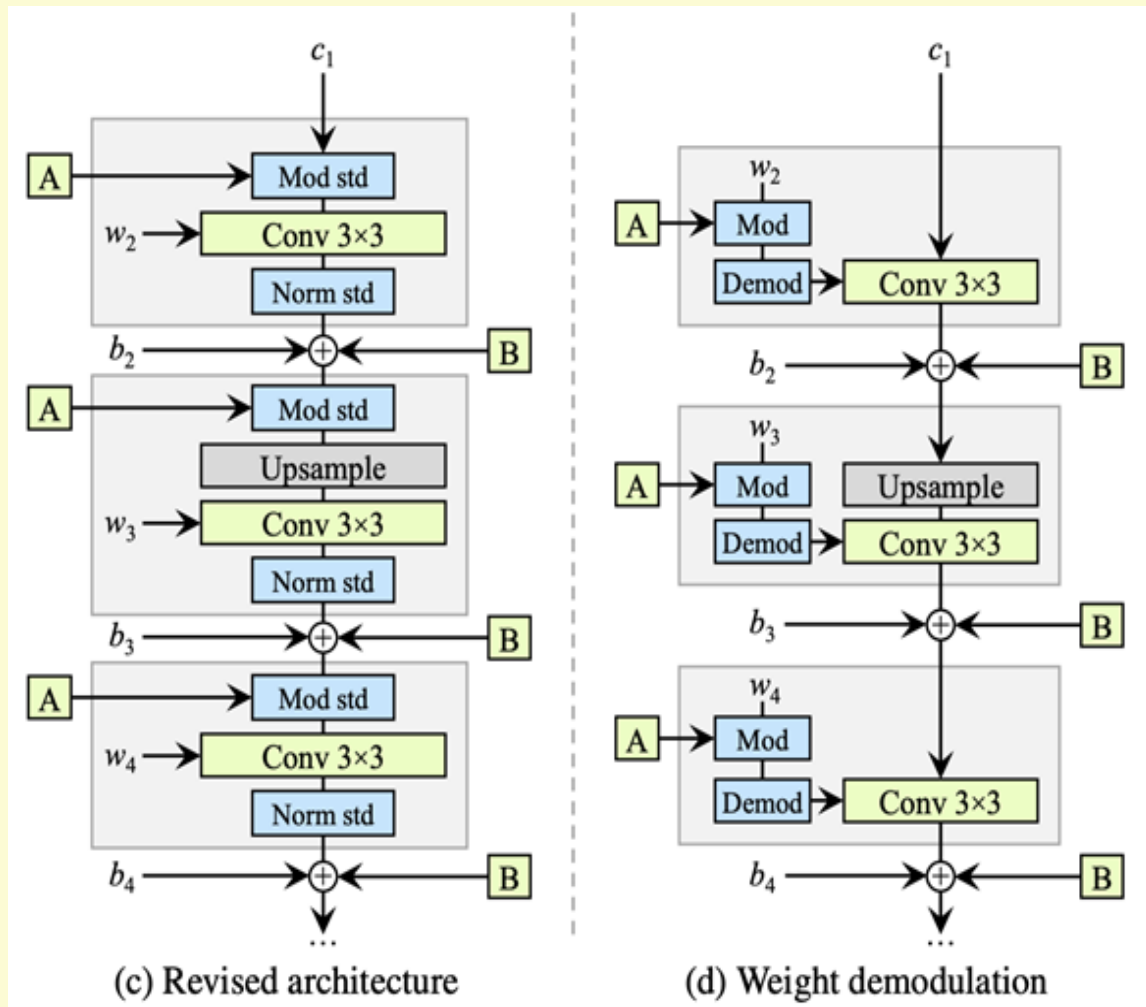 c₁
A
Mod std
w₂
Conv 3×3
Norm std
b₂ + B
A
Mod std
Upsample
w₃
Conv 3×3
Norm std
b₃ + B
A
Mod std
w₄
Conv 3×3
Norm std
b₄ + B
...
(c) Revised architecture
c₁
w₂
A
Mod
Demod
Conv 3×3
b₂ + B
w₃
A
Mod
Upsample
Demod
Conv 3×3
b₃ + B
w₄
A
Mod
Demod
Conv 3×3
b₄ + B
...
(d) Weight demodulation